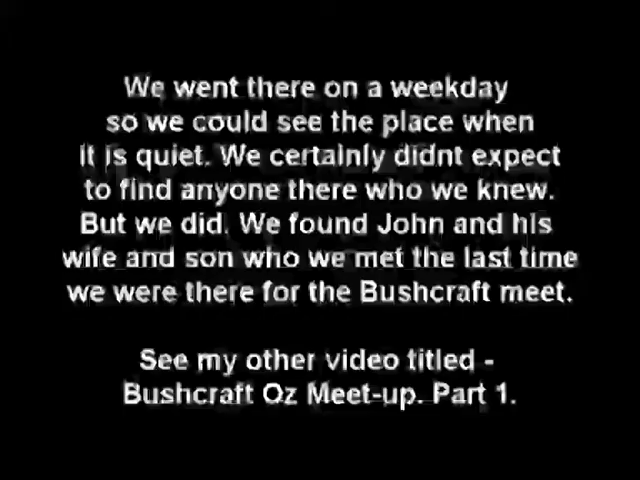 We went there on a weekday
so we could see the place when
it is quiet. We certainly didnt expect
to find anyone there who we knew.
But we did. We found John and his
wife and son who we met the last time
we were there for the Bushcraft meet.
See my other video titled -
Bushcraft Oz Meet-up. Part 1.